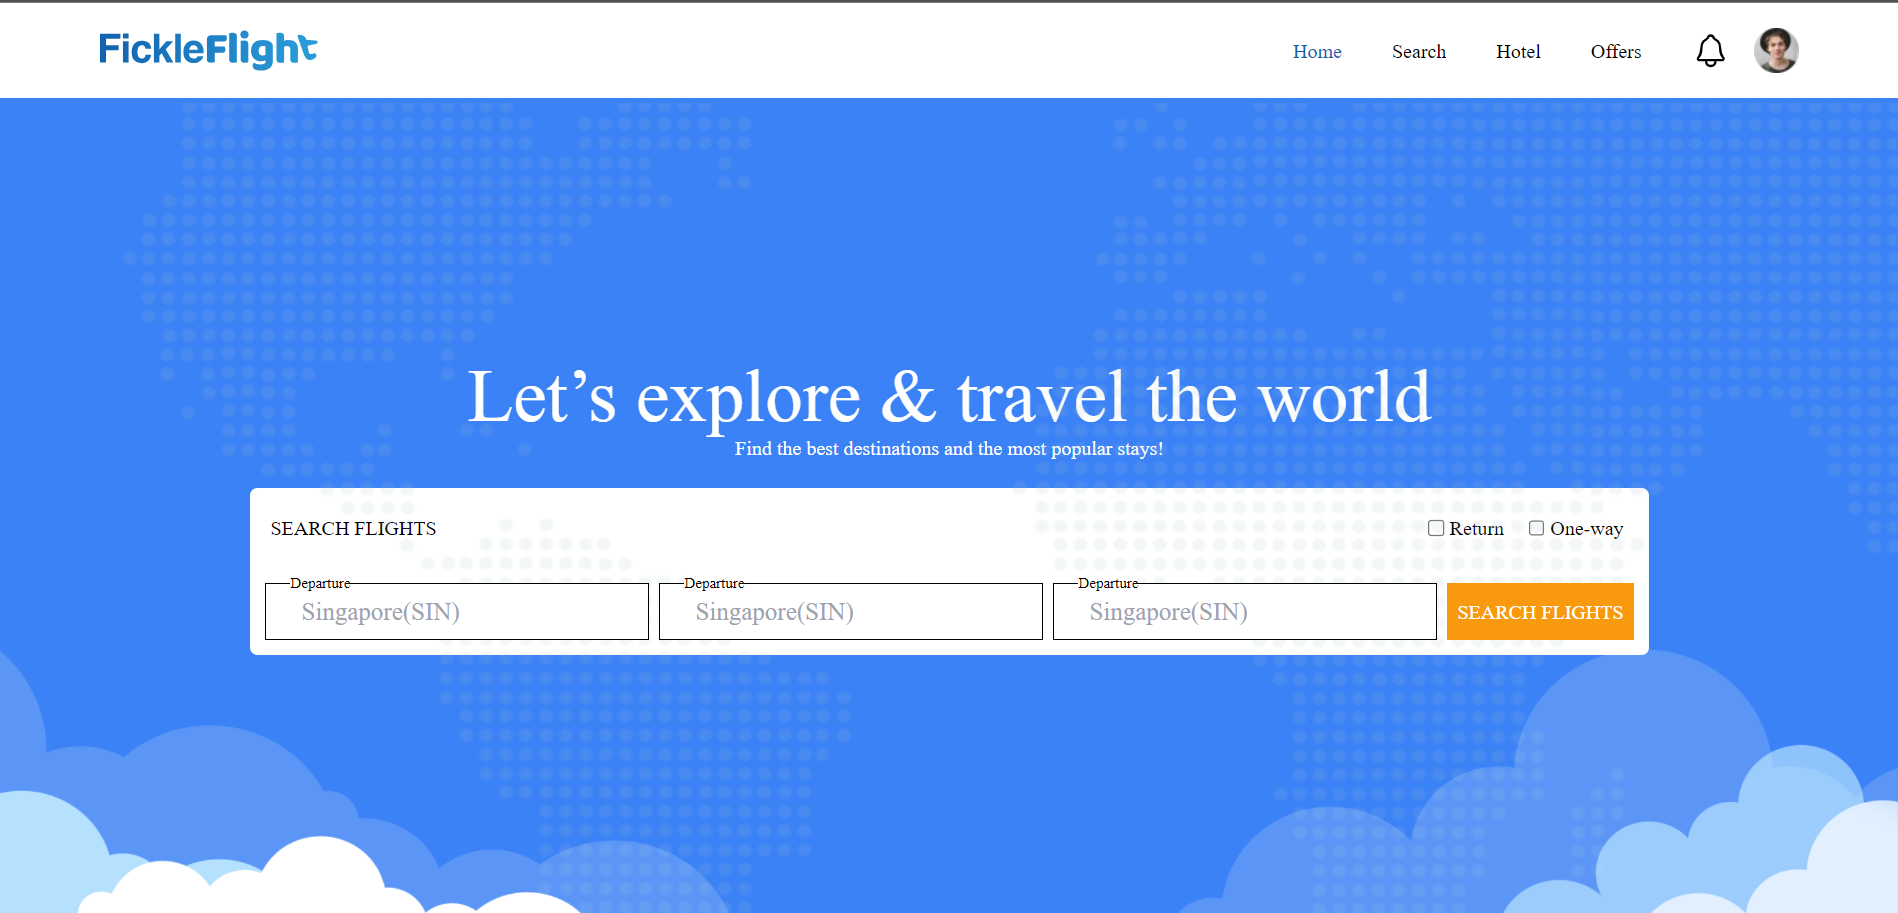 FickleFlight
Home Search Hotel Offers
Let’s explore & travel the world
Find the best destinations and the most popular stays!
SEARCH FLIGHTS
Return One-way
Departure Departure Departure
Singapore(SIN) Singapore(SIN) Singapore(SIN) SEARCH FLIGHTS